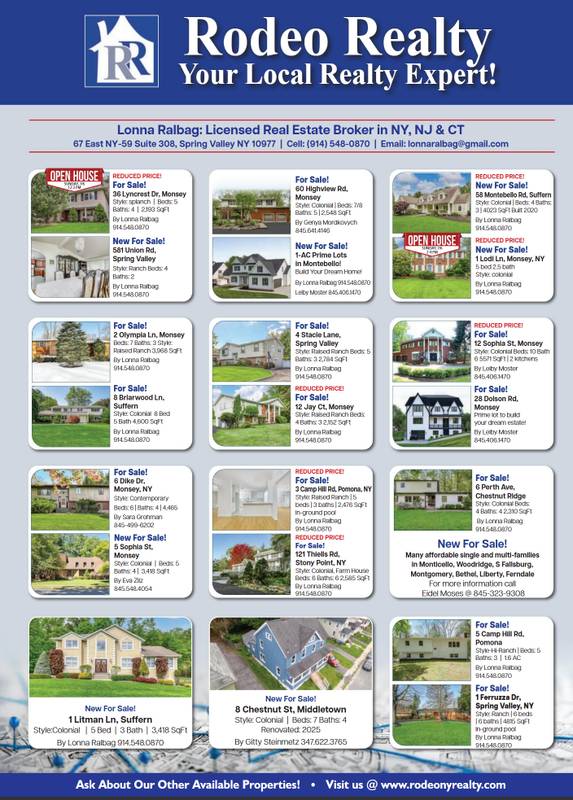 RR
Rodeo Realty
Your Local Realty Expert!
Lonna Ralbag: Licensed Real Estate Broker in NY, NJ & CT
67 East NY-59 Suite 308, Spring Valley NY 10977 | Cell: (914) 548-0870 | Email: lonnaralbag@gmail.com
OPEN HOUSE
REDUCED PRICE!
For Sale!
36 Lyncrest Dr, Monsey
Style: splanch | Beds: 5
Baths: 4 | 2,193 SqFt
By Lonna Ralbag
914.548.0870
New For Sale!
581 Union Rd,
Spring Valley
Style: Ranch Beds: 4
Baths: 2
By Lonna Ralbag
914.548.0870
For Sale!
60 Highview Rd,
Monsey
Style: Colonial | Beds: 7/8
Baths: 5 | 2,548 SqFt
By Genya Mordkovych
845.641.4146
New For Sale!
1-AC Prime Lots
in Montebello!
Build Your Dream Home!
By Lonna Ralbag 914.548.0870
Leiby Moster 845.406.1470
REDUCED PRICE!
New For Sale!
58 Montebello Rd, Suffern
Style: Colonial | Beds: 4 Baths:
3 | 4023 SqFt Built 2020
By Lonna Ralbag
914.548.0870
OPEN HOUSE
REDUCED PRICE!
New For Sale!
1 Lodi Ln, Monsey, NY
5 bed 2.5 bath
Style: colonial
By Lonna Ralbag
914.548.0870
For Sale!
2 Olympia Ln, Monsey
Beds: 7 Baths: 3 Style:
Raised Ranch 3,968 SqFt
By Lonna Ralbag
914.548.0870
For Sale!
8 Briarwood Ln,
Suffern
Style: Colonial 8 Bed
5 Bath 4,600 SqFt
By Lonna Ralbag
914.548.0870
For Sale!
4 Stacie Lane,
Spring Valley
Style: Raised Ranch Beds: 5
Baths: 3 2,784 SqFt
By Lonna Ralbag
914.548.0870
REDUCED PRICE!
For Sale!
12 Jay Ct, Monsey
Style: Raised Ranch Beds:
4 Baths: 3 2,152 SqFt
By Lonna Ralbag
914.548.0870
REDUCED PRICE!
For Sale!
12 Sophia St, Monsey
Style: Colonial Beds: 10 Bath
6 5571 SqFt | 2 kitchens
By Leiby Moster
845.406.1470
For Sale!
28 Dolson Rd,
Monsey
Prime lot to build
your dream estate!
By Leiby Moster
845.406.1470
For Sale!
6 Dike Dr,
Monsey, NY
Style: Contemporary
Beds: 6 | Baths: 4 | 4,465
By Sara Grohman
845-499-6202
New For Sale!
5 Sophia St,
Monsey
Style: Colonial | Beds: 5
Baths: 4 | 3,418 SqFt
By Eva Zliz
845.548.4054
REDUCED PRICE!
For Sale!
3 Camp Hill Rd, Pomona, NY
Style: Raised Ranch | 5
beds | 3 baths | 2,476 SqFt
In-ground pool
By Lonna Ralbag
914.548.0870
REDUCED PRICE!
For Sale!
121 Thiells Rd,
Stony Point, NY
Style: Colonial, Farm House
Beds: 6 Baths: 6 2,585 SqFt
By Lonna Ralbag
914.548.0870
For Sale!
6 Perth Ave,
Chestnut Ridge
Style: Colonial Beds:
4 Baths: 4 2,310 SqFt
By Lonna Ralbag
914.548.0870
New For Sale!
Many affordable single and multi-families
in Monticello, Woodridge, S Fallsburg,
Montgomery, Bethel, Liberty, Ferndale
For more information call
Eidel Moses @ 845-323-9308
New For Sale!
1 Litman Ln, Suffern
Style:Colonial | 5 Bed | 3 Bath | 3,418 SqFt
By Lonna Ralbag 914.548.0870
New For Sale!
8 Chestnut St, Middletown
Style: Colonial | Beds: 7 Baths: 4
Renovated: 2025
By Gitty Steinmetz 347.622.3765
For Sale!
5 Camp Hill Rd,
Pomona
Style: Hi-Ranch | Beds: 5
Baths: 3 | 1.6 AC
By Lonna Ralbag
914.548.0870
New For Sale!
1 Ferruzza Dr,
Spring Valley, NY
Style: Ranch | 6 beds
| 6 baths | 4815 SqFt
In-ground pool
By Lonna Ralbag
914.548.0870
Ask About Our Other Available Properties! • Visit us @ www.rodeonyrealty.com